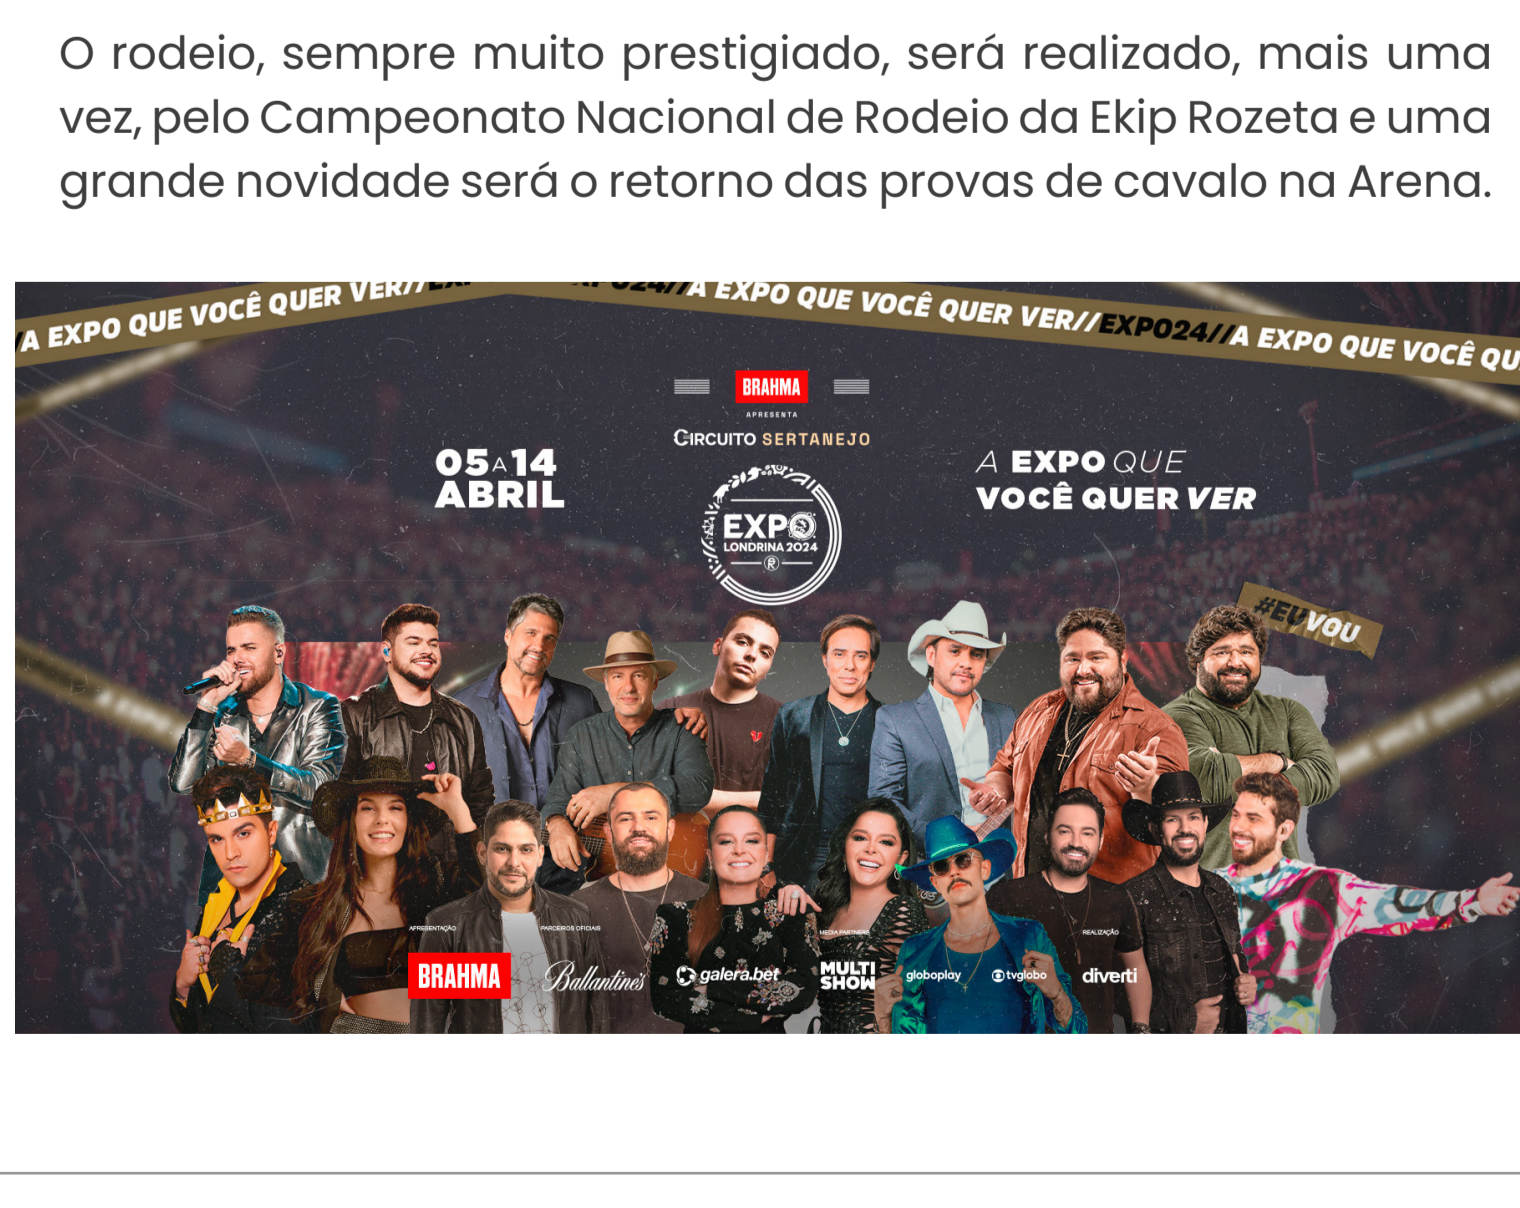 O rodeio, sempre muito prestigiado, será realizado, mais uma
vez, pelo Campeonato Nacional de Rodeio da Ekip Rozeta e uma
grande novidade será o retorno das provas de cavalo na Arena.
/A EXPO QUE VOCÊ QUER VER//
EXPO24//A EXPO QUE VOCÊ QUER VER//EXPO24//A EXPO QUE VOCÊ QU
BRAHMA
APRESENTA
CIRCUITO SERTANEJO
05 A 14
ABRIL
EXPO
LONDRINA 2024
A EXPO QUE
VOCÊ QUER VER
#EUVOU
APRESENTAÇÃO
BRAHMA
PARCEIROS OFICIAIS
Ballantine's
galera.bet
MEDIA PARTNERS
MULTI
SHOW
globoplay
tvglobo
REALIZAÇÃO
diverti